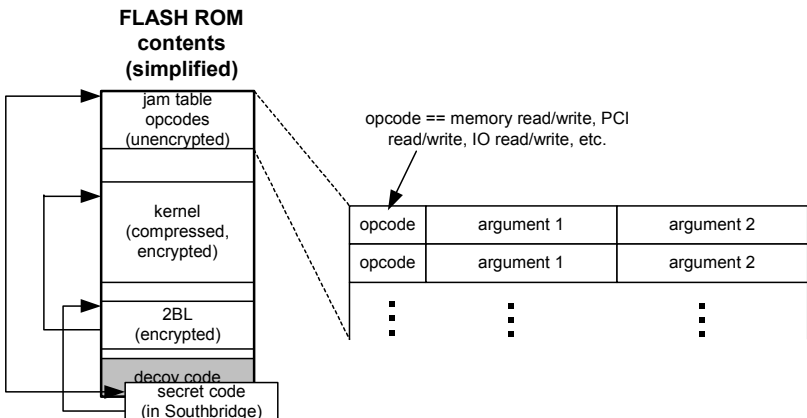 FLASH ROM
contents
(simplified)
jam table
opcodes
(unencrypted)
kernel
(compressed,
encrypted)
2BL
(encrypted)
decoy code
secret code
(in Southbridge)
opcode == memory read/write, PCI
read/write, IO read/write, etc.
opcode argument 1 argument 2
opcode argument 1 argument 2